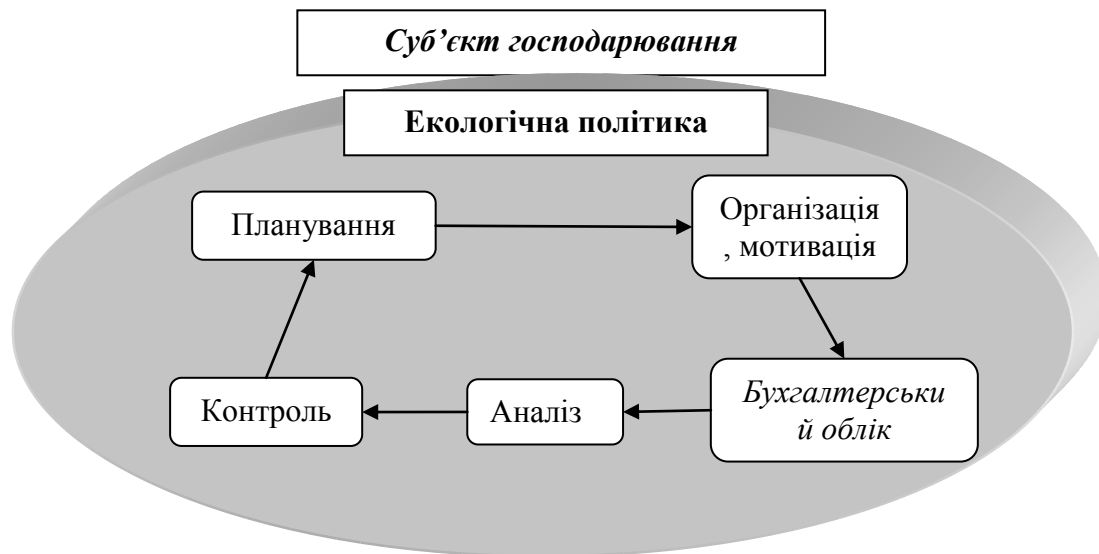 Суб’єкт господарювання
Екологічна політика
Планування
Організація
, мотивація
Контроль
Аналіз
Бухгалтерськи
й облік